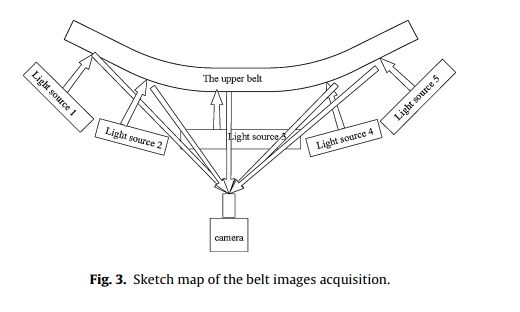 The upper belt
Light source 1
Light source 2
Light source 3
Light source 4
Light source 5
camera
Fig. 3. Sketch map of the belt images acquisition.